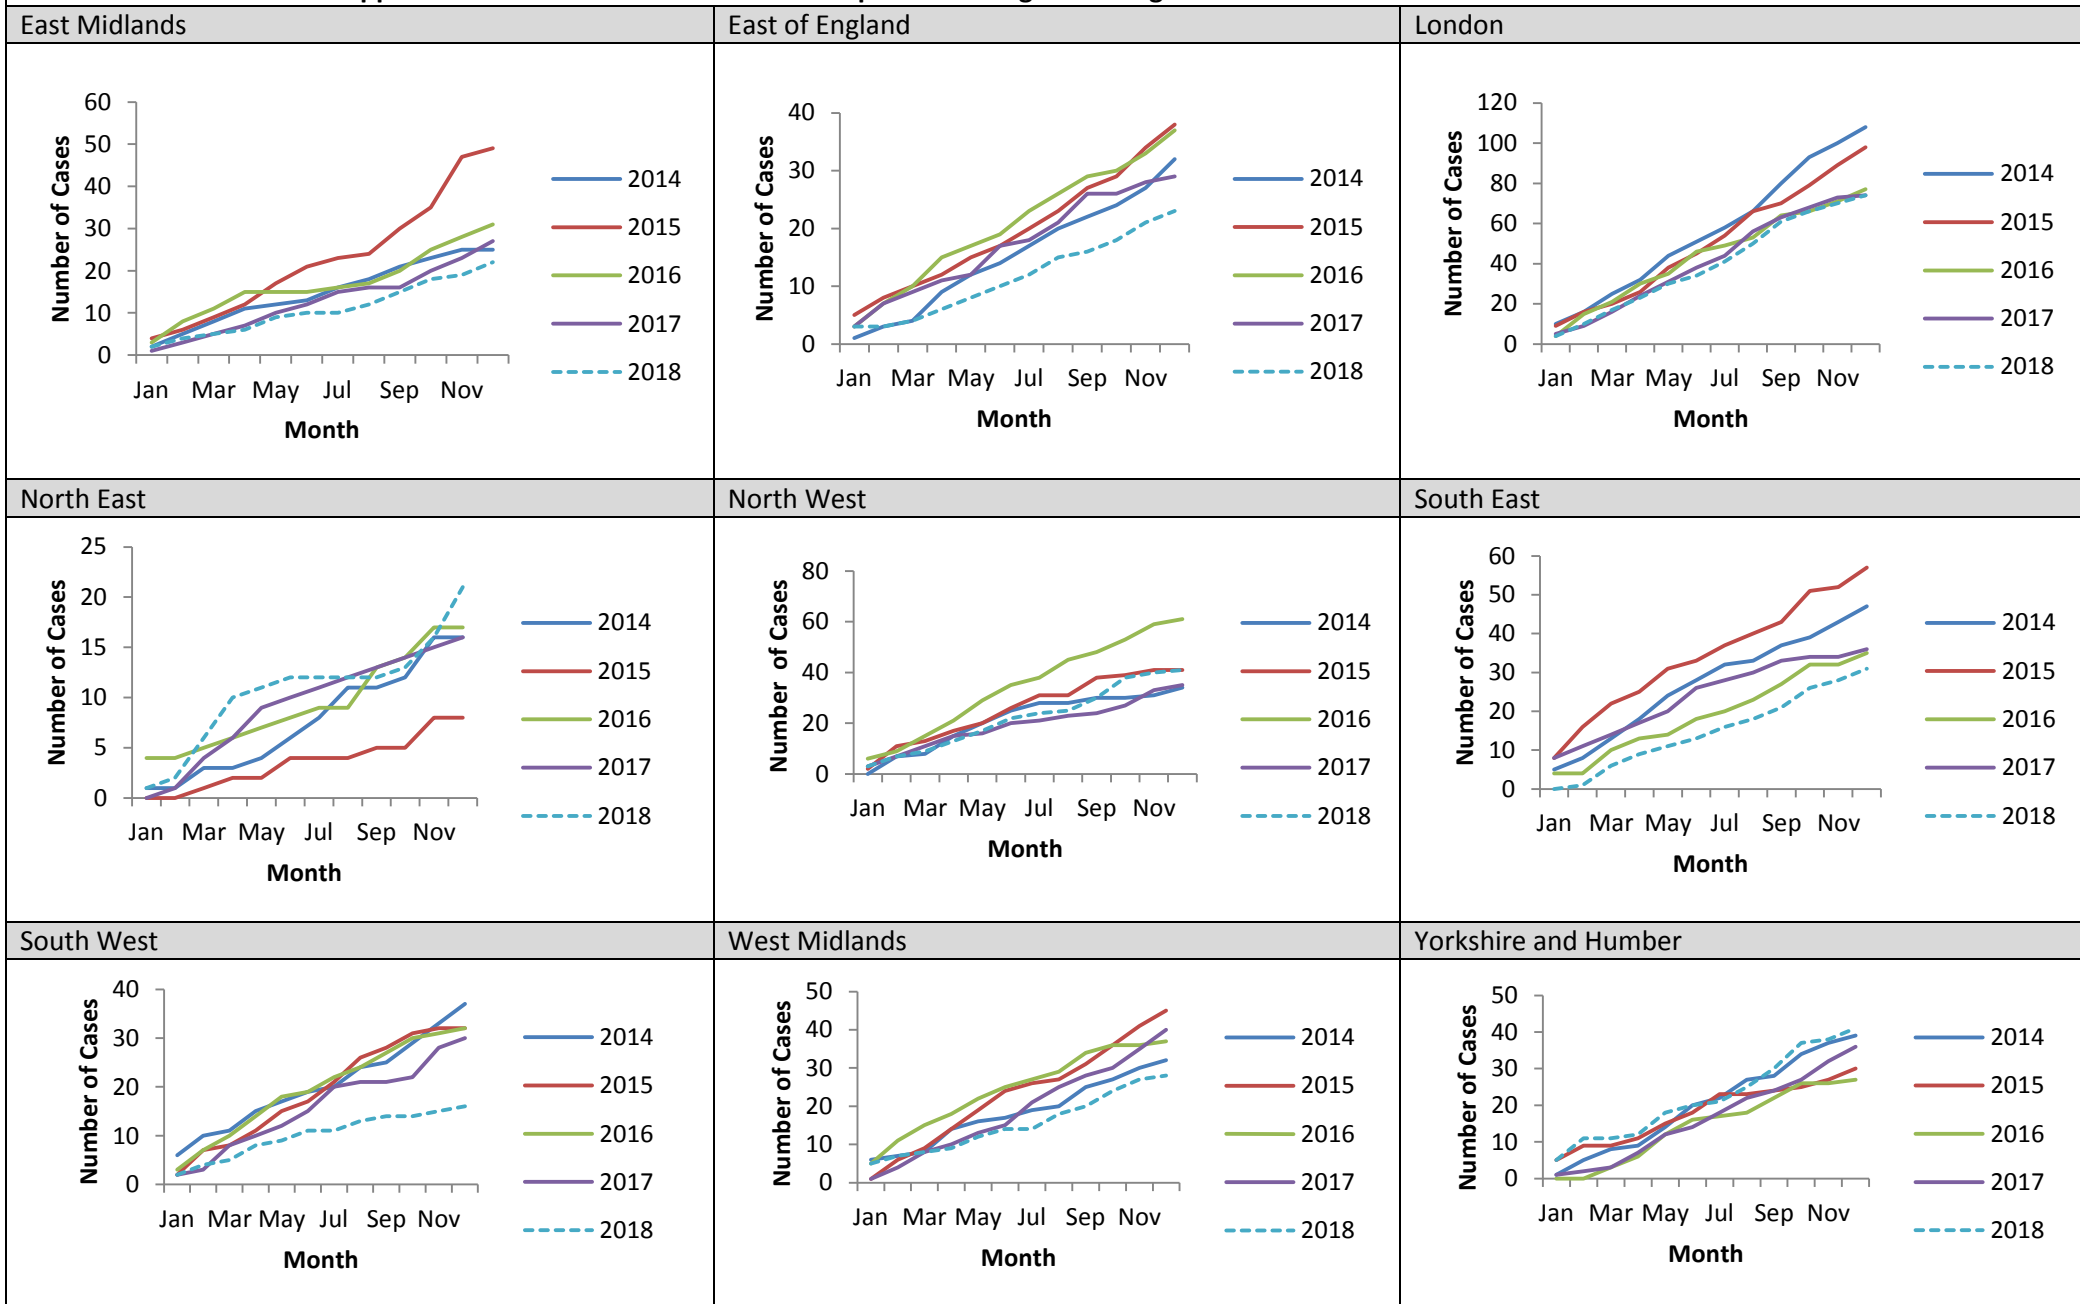 East Midlands
60
50
40
30
20
10
0
Number of Cases
Jan Mar May Jul Sep Nov
Month
2014
2015
2016
2017
2018
East of England
40
30
20
10
0
Number of Cases
Jan Mar May Jul Sep Nov
Month
2014
2015
2016
2017
2018
London
120
100
80
60
40
20
0
Number of Cases
Jan Mar May Jul Sep Nov
Month
2014
2015
2016
2017
2018
North East
25
20
15
10
5
0
Number of Cases
Jan Mar May Jul Sep Nov
Month
2014
2015
2016
2017
2018
North West
80
60
40
20
0
Number of Cases
Jan Mar May Jul Sep Nov
Month
2014
2015
2016
2017
2018
South East
60
50
40
30
20
10
0
Number of Cases
Jan Mar May Jul Sep Nov
Month
2014
2015
2016
2017
2018
South West
40
30
20
10
0
Number of Cases
Jan Mar May Jul Sep Nov
Month
2014
2015
2016
2017
2018
West Midlands
50
40
30
20
10
0
Number of Cases
Jan Mar May Jul Sep Nov
Month
2014
2015
2016
2017
2018
Yorkshire and Humber
50
40
30
20
10
0
Number of Cases
Jan Mar May Jul Sep Nov
Month
2014
2015
2016
2017
2018